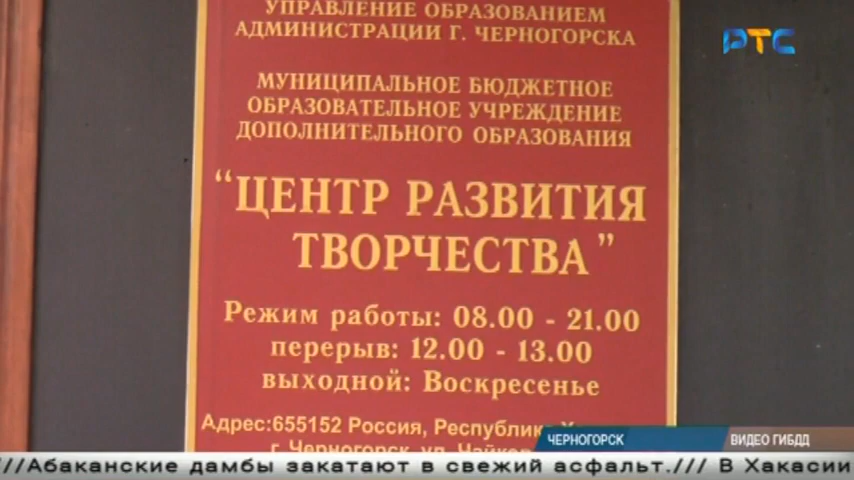 УПРАВЛЕНИЕ ОБРАЗОВАНИЕМ
АДМИНИСТРАЦИИ Г. ЧЕРНОГОРСКА
РТС
МУНИЦИПАЛЬНОЕ БЮДЖЕТНОЕ
ОБРАЗОВАТЕЛЬНОЕ УЧРЕЖДЕНИЕ
ДОПОЛНИТЕЛЬНОГО ОБРАЗОВАНИЯ
“ЦЕНТР РАЗВИТИЯ
ТВОРЧЕСТВА”
Режим работы: 08.00 - 21.00
перерыв: 12.00 - 13.00
выходной: Воскресенье
Адрес:655152 Россия, Республика
г. Черногорск, ул.
ЧЕРНОГОРСК
ВИДЕО ГИБДД
///Абаканские дамбы закатают в свежий асфальт./// В Хакасии